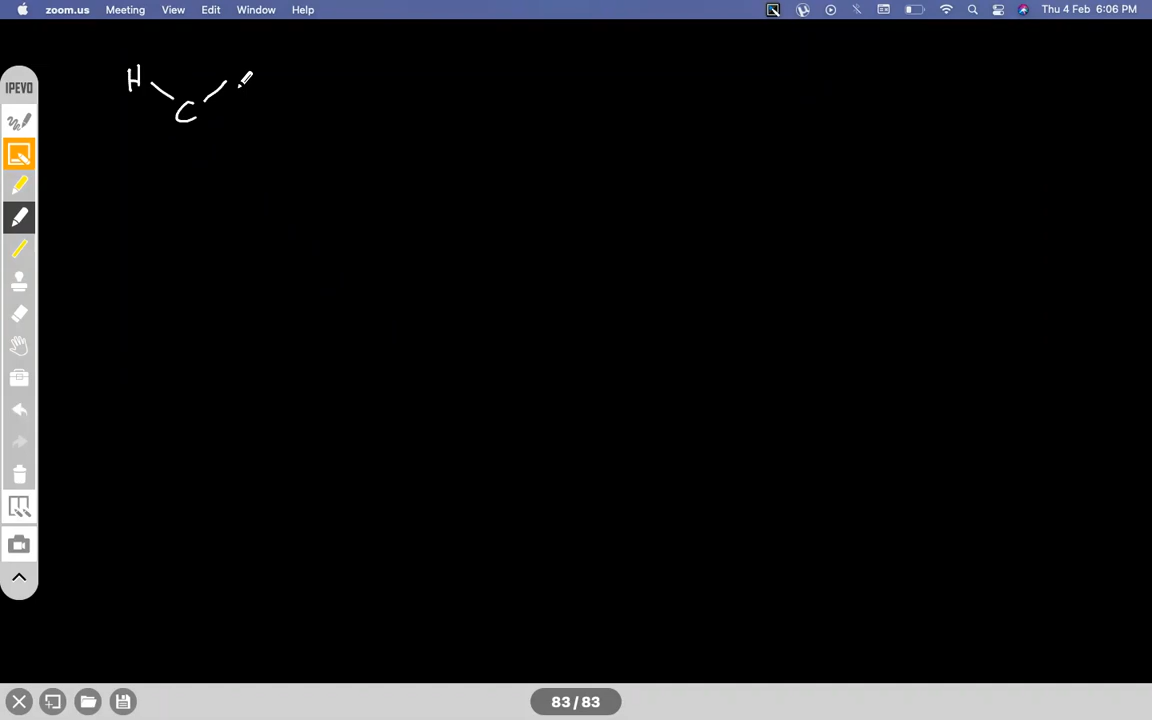 zoom.us Meeting View Edit Window Help Thu 4 Feb 6:06 PM
IPEVO
H
C
83 / 83